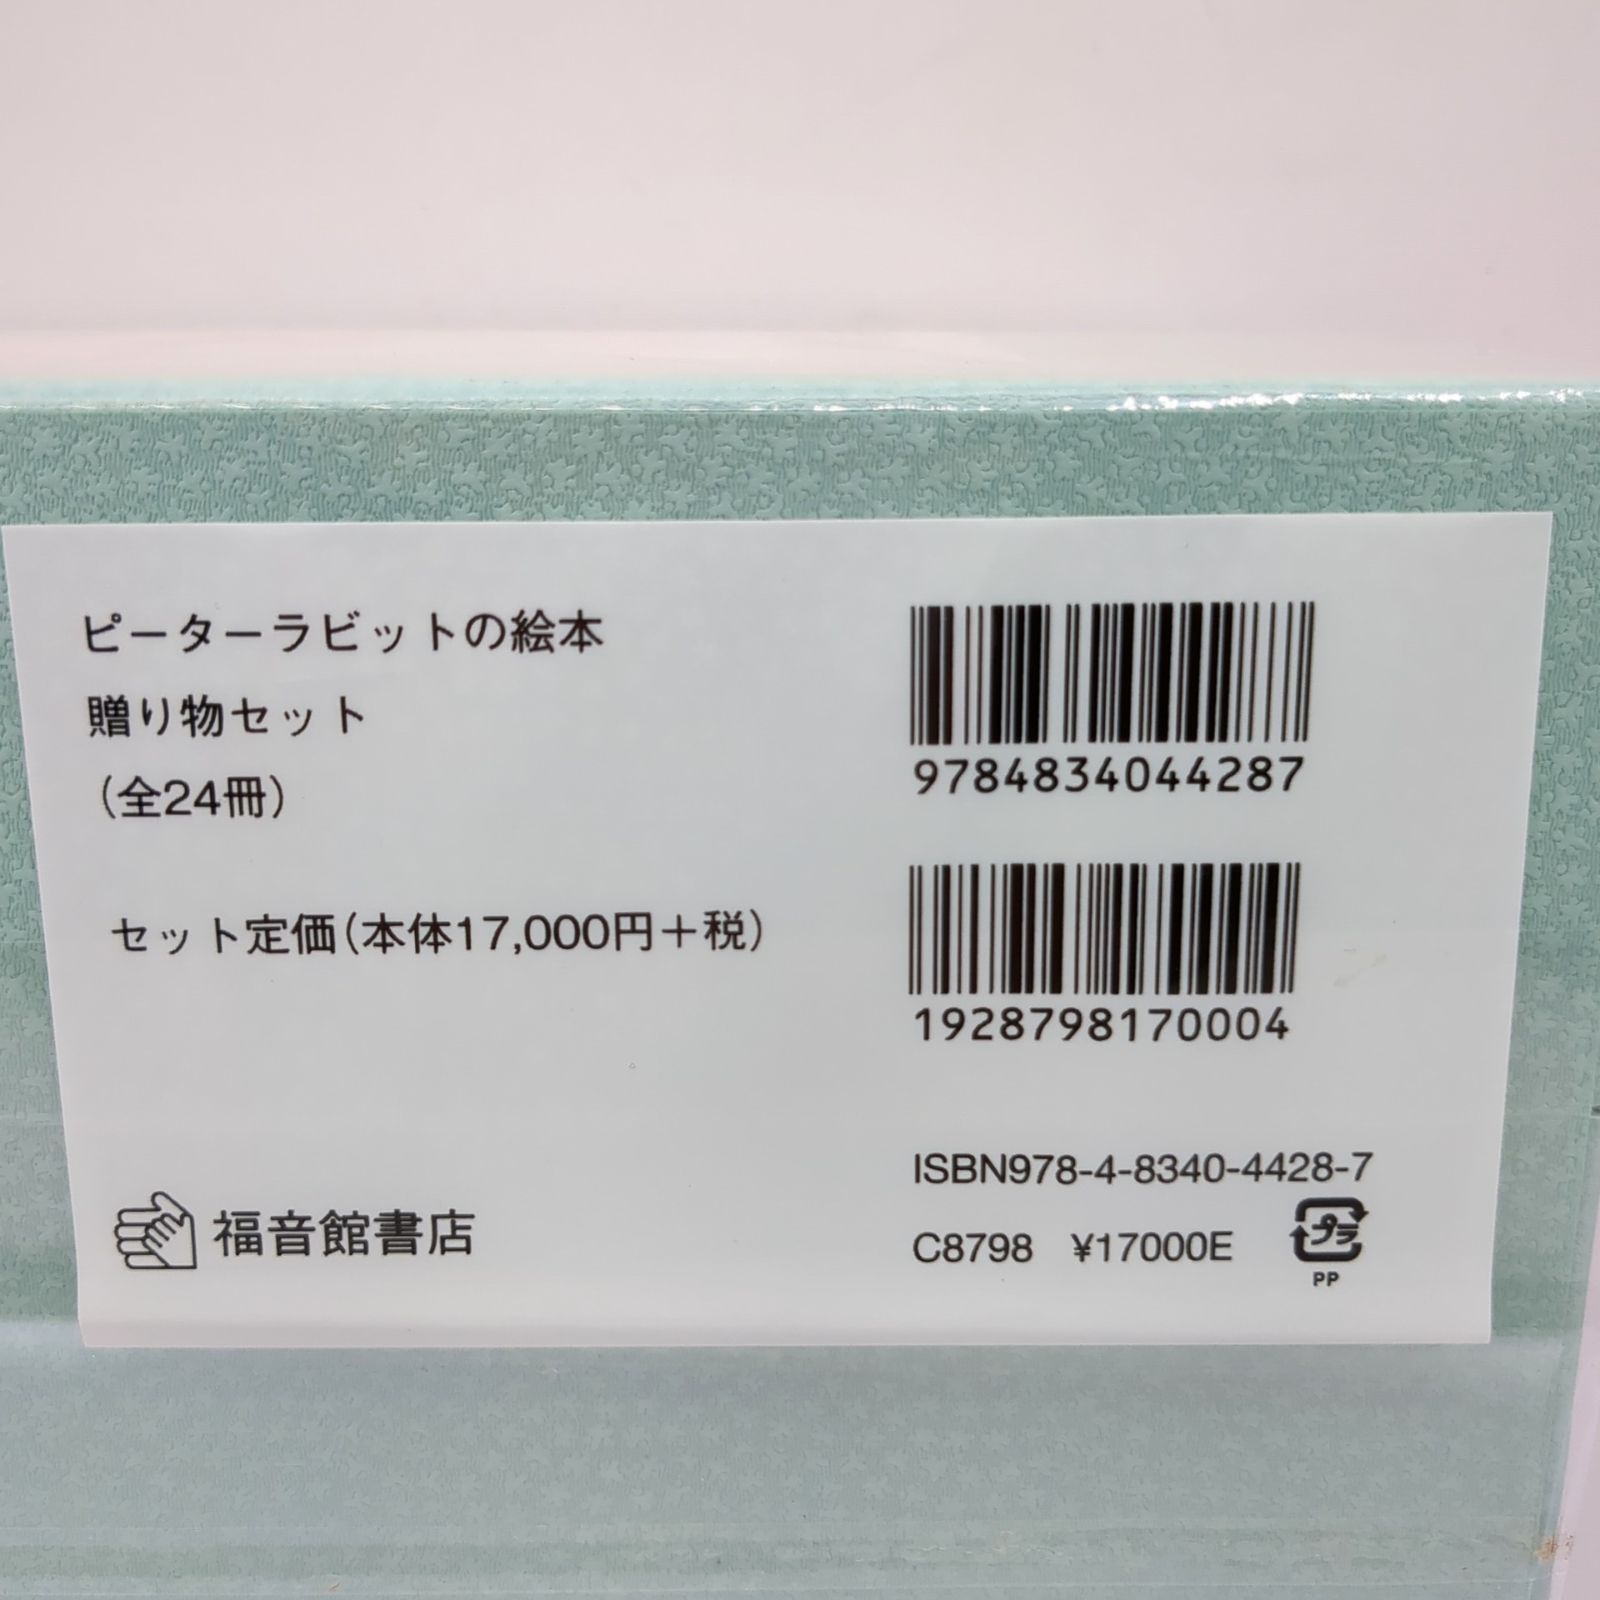 ピーターラビットの絵本
贈り物セット
（全24冊）
セット定価（本体17,000円＋税）
福音館書店
9784834044287
1928798170004
ISBN978-4-8340-4428-7
C8798 ¥17000E
プラ
PP